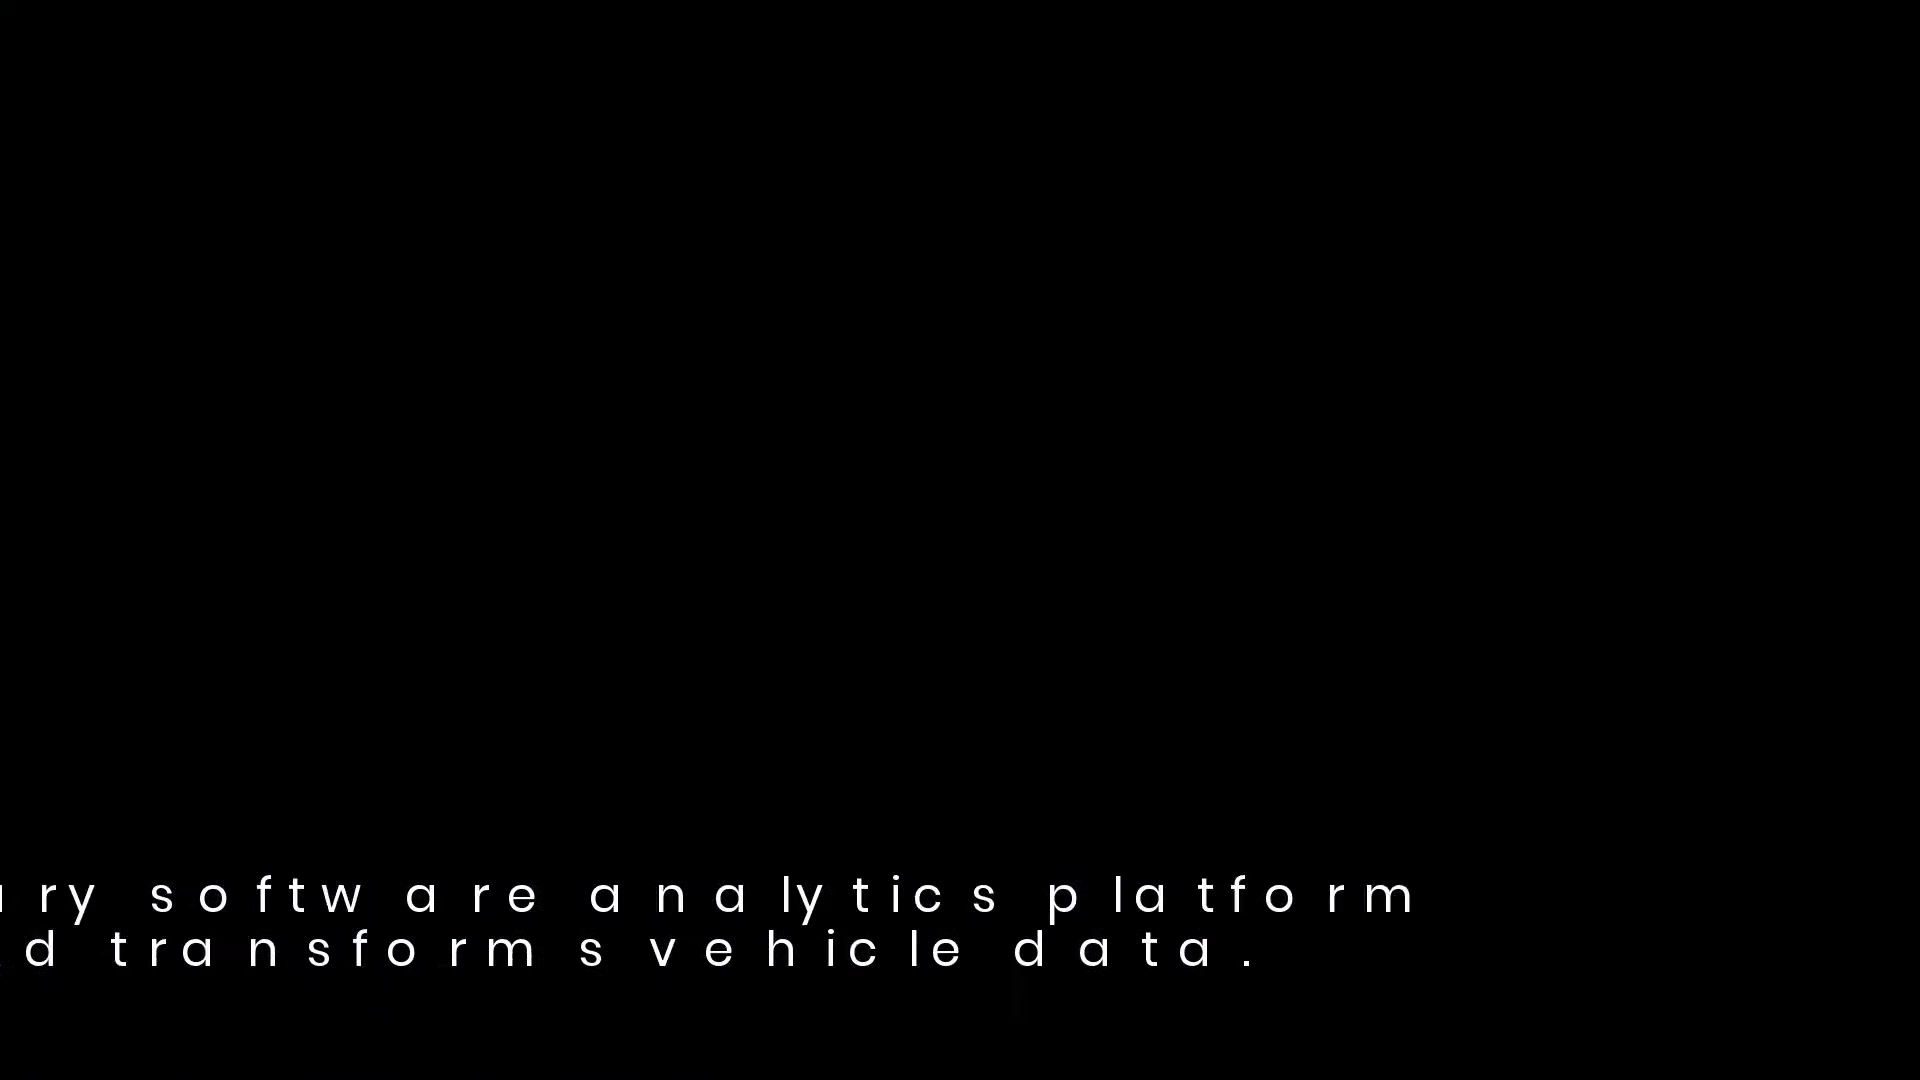 ry software analytics platform
d transforms vehicle data.